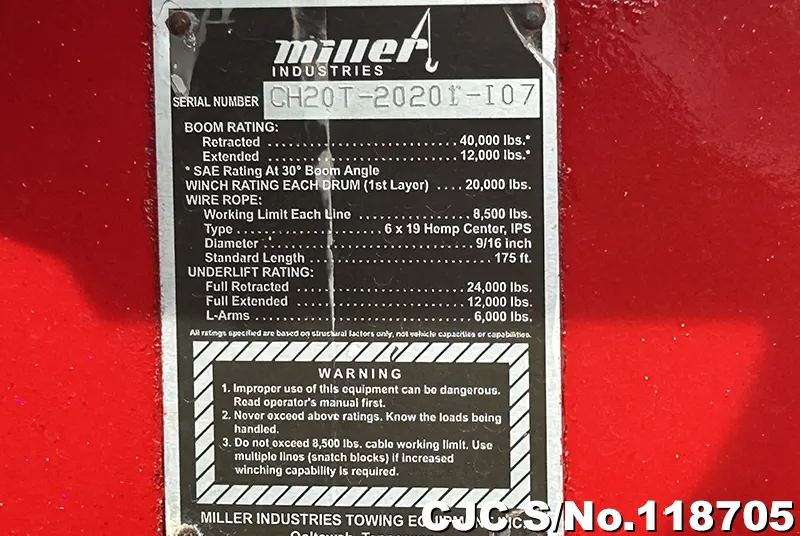 miller
INDUSTRIES
SERIAL NUMBER CH20T-20201-I07
BOOM RATING:
Retracted ........................... 40,000 lbs.*
Extended ........................... 12,000 lbs.*
* SAE Rating At 30° Boom Angle
WINCH RATING EACH DRUM (1st Layer) .... 20,000 lbs.
WIRE ROPE:
Working Limit Each Line ................ 8,500 lbs.
Type ...................... 6 x 19 Hemp Center, IPS
Diameter ........................... 9/16 inch
Standard Length ........................ 175 ft.
UNDERLIFT RATING:
Full Retracted ........................ 24,000 lbs.
Full Extended ........................ 12,000 lbs.
L-Arms ............................... 6,000 lbs.
All ratings specified are based on structural factors only, not vehicle capacities or capabilities.
WARNING
1. Improper use of this equipment can be dangerous.
Read operator's manual first.
2. Never exceed above ratings. Know the loads being
handled.
3. Do not exceed 8,500 lbs. cable working limit. Use
multiple lines (snatch blocks) if increased
winching capability is required.
MILLER INDUSTRIES TOWING EQUIPMENT INC.
CJC S/No.118705